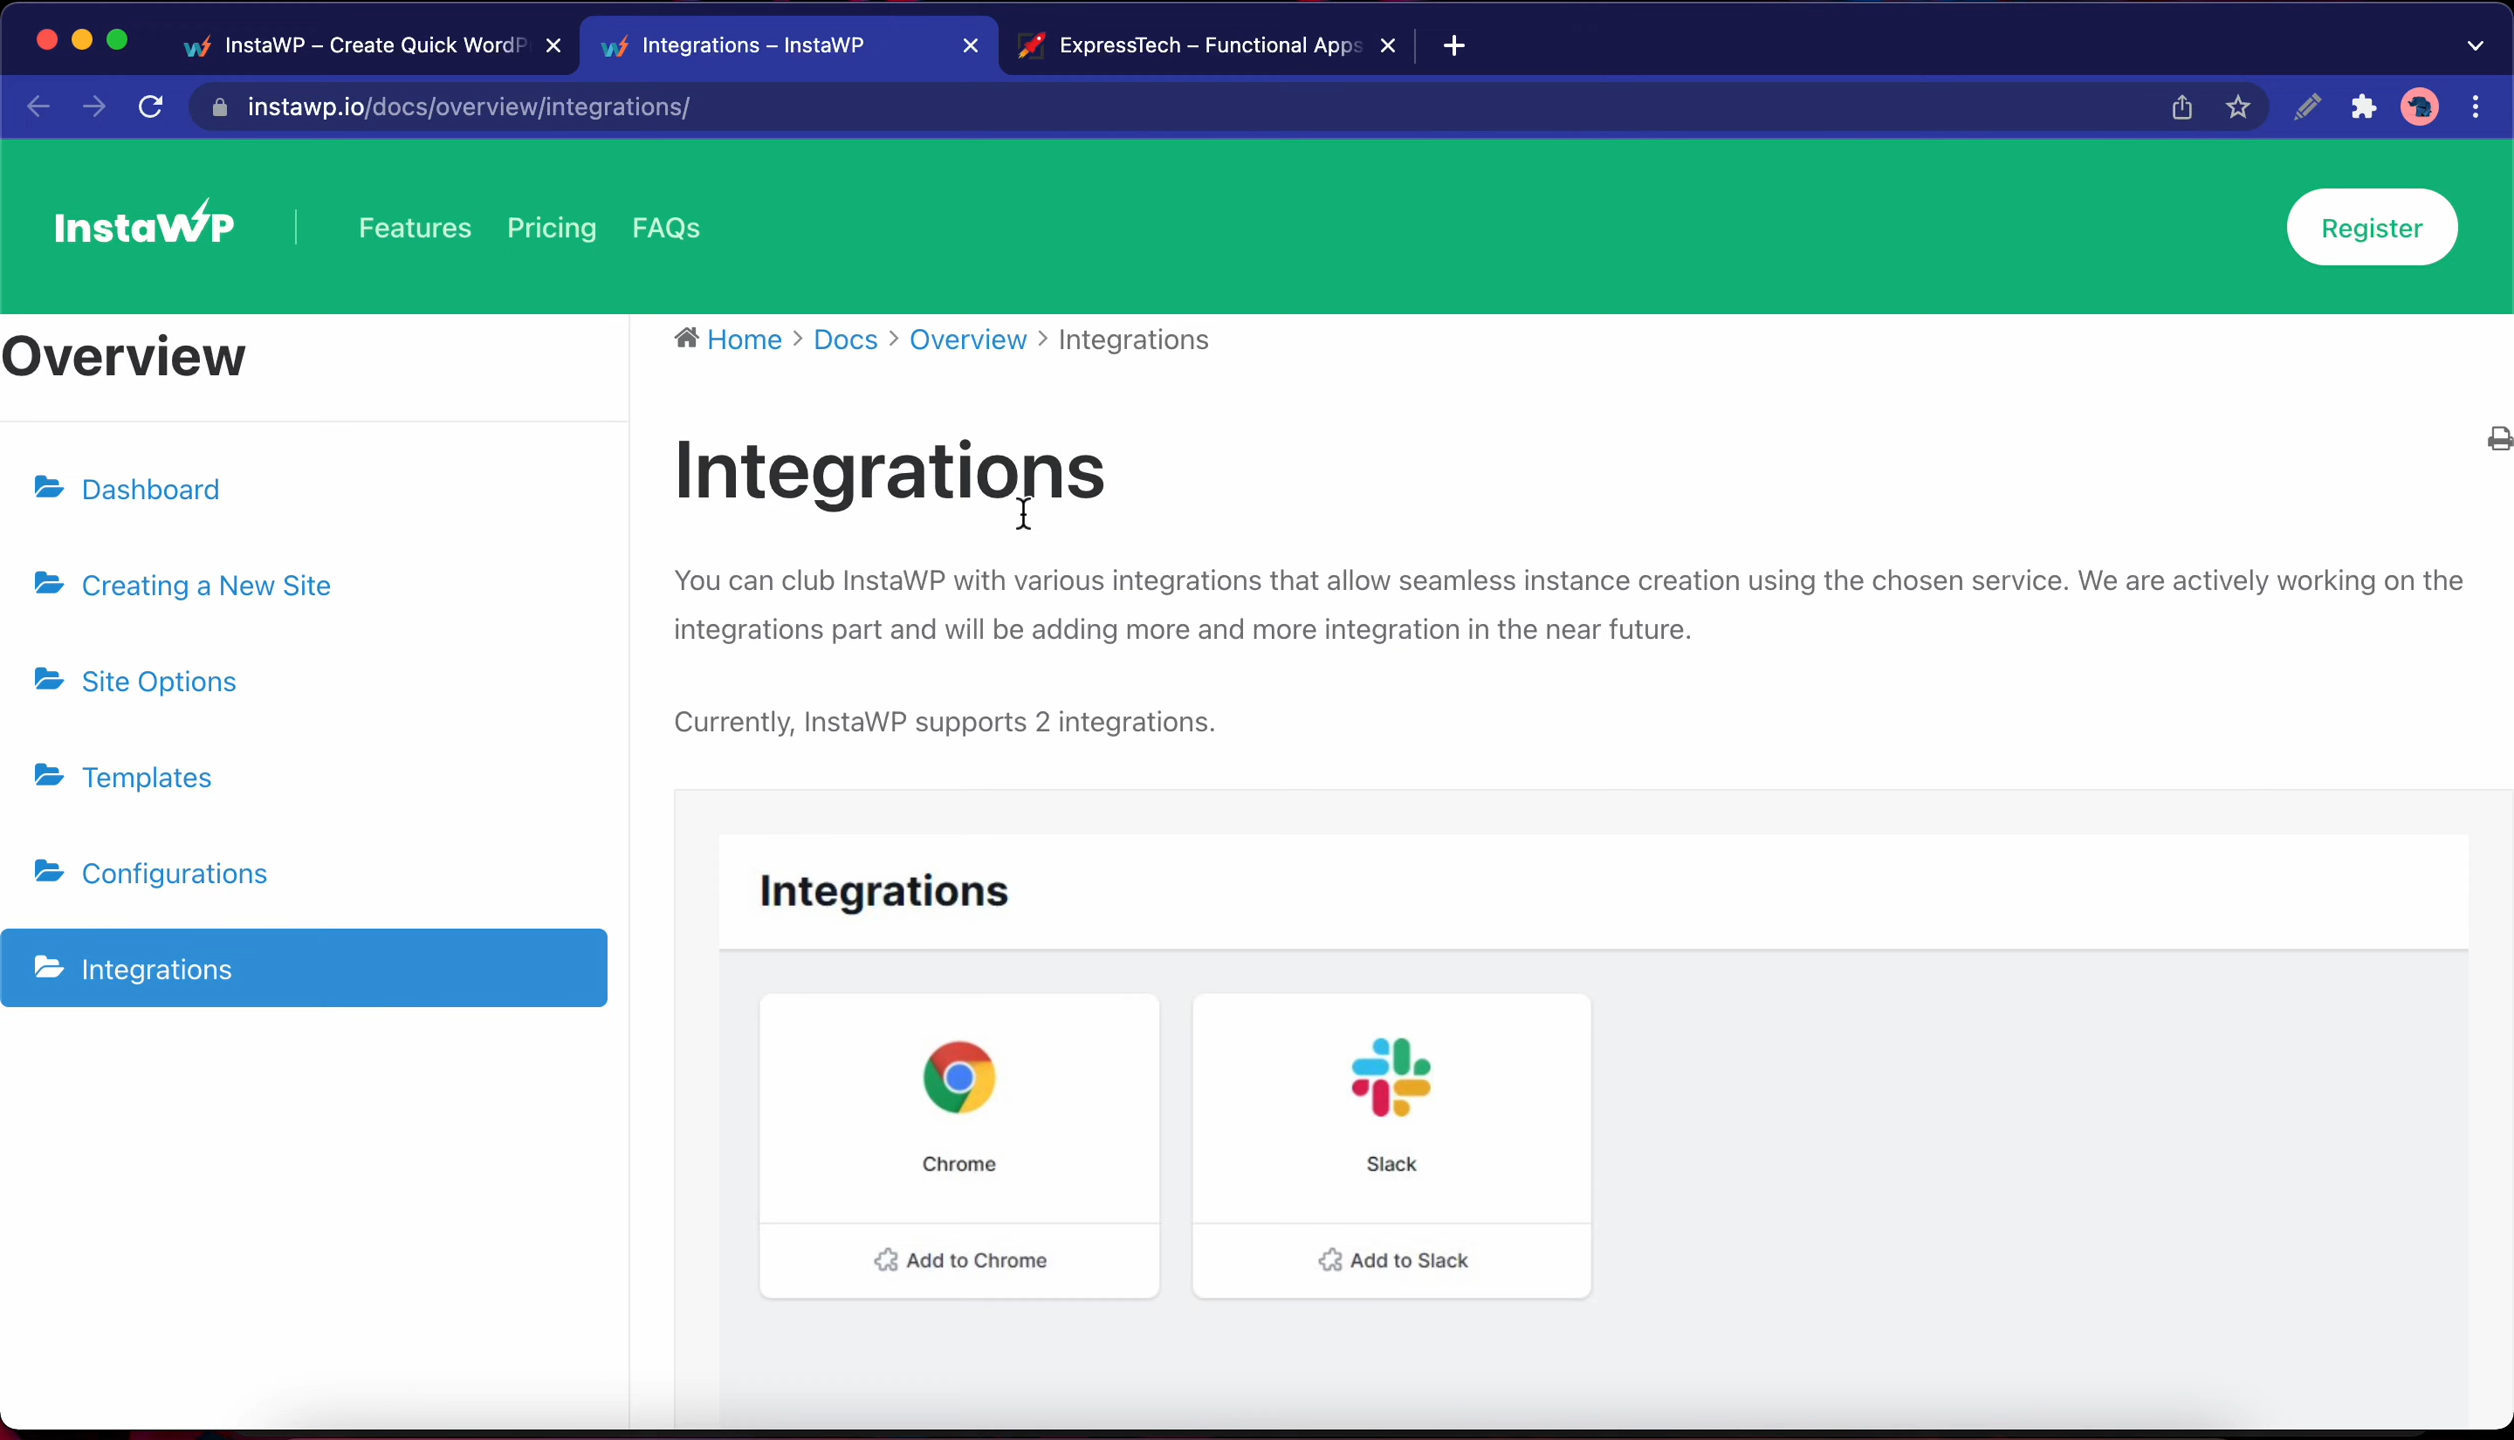 InstaWP – Create Quick WordP
Integrations – InstaWP
ExpressTech – Functional Apps
instawp.io/docs/overview/integrations/
InstaWP
Features
Pricing
FAQs
Register
Overview
Dashboard
Creating a New Site
Site Options
Templates
Configurations
Integrations
Home > Docs > Overview > Integrations
Integrations
You can club InstaWP with various integrations that allow seamless instance creation using the chosen service. We are actively working on the
integrations part and will be adding more and more integration in the near future.
Currently, InstaWP supports 2 integrations.
Integrations
Chrome
Add to Chrome
Slack
Add to Slack